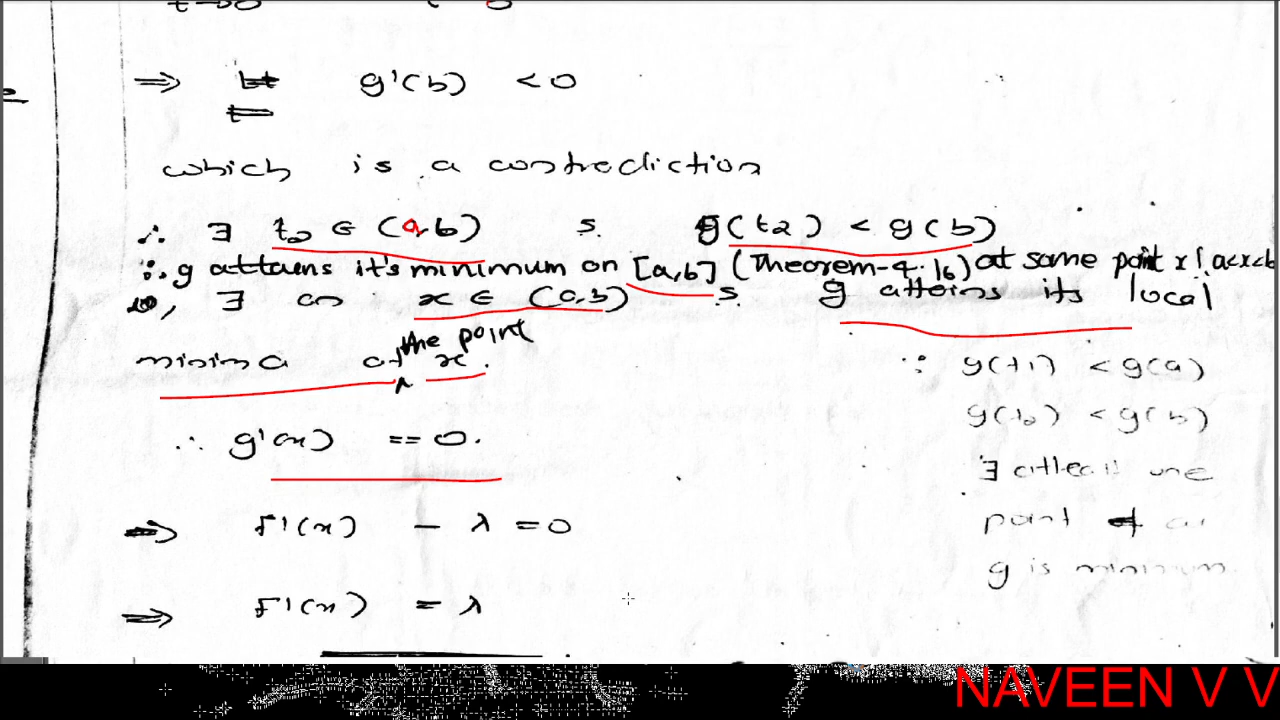 ⇒ g'(b) < 0
which is a contradiction
∴ ∃ t₂ ∈ (a, b) s. g(t₂) < g(b)
∴ g attains it's minimum on [a,b] (Theorem-4.16) at some point x | a<x<b
∃ an x ∈ (a,b) s. g attains its local
minima at the point x.
∵ g(t₁) < g(a)
g(t₂) < g(b)
∃ atleast one
point
g is minimum.
∴ g'(x) = 0.
⇒ f'(x) - λ = 0
⇒ f'(x) = λ
NAVEEN V V